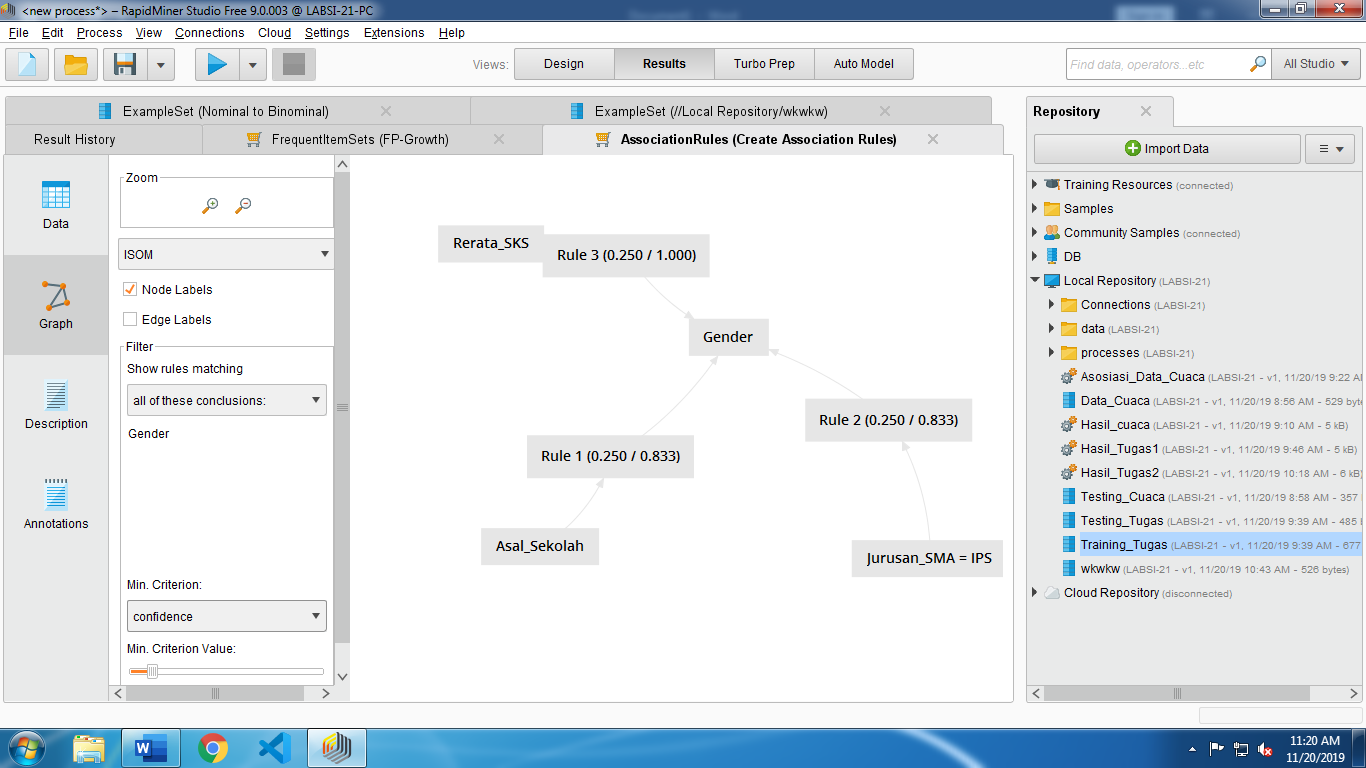 <new process*> – RapidMiner Studio Free 9.0.003 @ LABSI-21-PC
File Edit Process View Connections Cloud Settings Extensions Help
Views: Design Results Turbo Prep Auto Model Find data, operators...etc All Studio
ExampleSet (Nominal to Binominal) ExampleSet (//Local Repository/wkwkw)
Result History FrequentItemSets (FP-Growth) AssociationRules (Create Association Rules)
Data
Graph
Description
Annotations
Zoom
ISOM
Node Labels
Edge Labels
Filter
Show rules matching
all of these conclusions:
Gender
Min. Criterion:
confidence
Min. Criterion Value:
Rerata_SKS
Rule 3 (0.250 / 1.000)
Gender
Rule 2 (0.250 / 0.833)
Rule 1 (0.250 / 0.833)
Asal_Sekolah
Jurusan_SMA = IPS
Repository
Import Data
Training Resources (connected)
Samples
Community Samples (connected)
DB
Local Repository (LABSI-21)
Connections (LABSI-21)
data (LABSI-21)
processes (LABSI-21)
Asosiasi_Data_Cuaca (LABSI-21 - v1, 11/20/19 9:22 AM
Data_Cuaca (LABSI-21 - v1, 11/20/19 8:56 AM - 529 byte
Hasil_cuaca (LABSI-21 - v1, 11/20/19 9:10 AM - 5 kB)
Hasil_Tugas1 (LABSI-21 - v1, 11/20/19 9:46 AM - 5 kB)
Hasil_Tugas2 (LABSI-21 - v1, 11/20/19 10:18 AM - 6 kB)
Testing_Cuaca (LABSI-21 - v1, 11/20/19 8:58 AM - 357
Testing_Tugas (LABSI-21 - v1, 11/20/19 9:39 AM - 485 b
Training_Tugas (LABSI-21 - v1, 11/20/19 9:39 AM - 677
wkwkw (LABSI-21 - v1, 11/20/19 10:43 AM - 526 bytes)
Cloud Repository (disconnected)
11:20 AM
11/20/2019